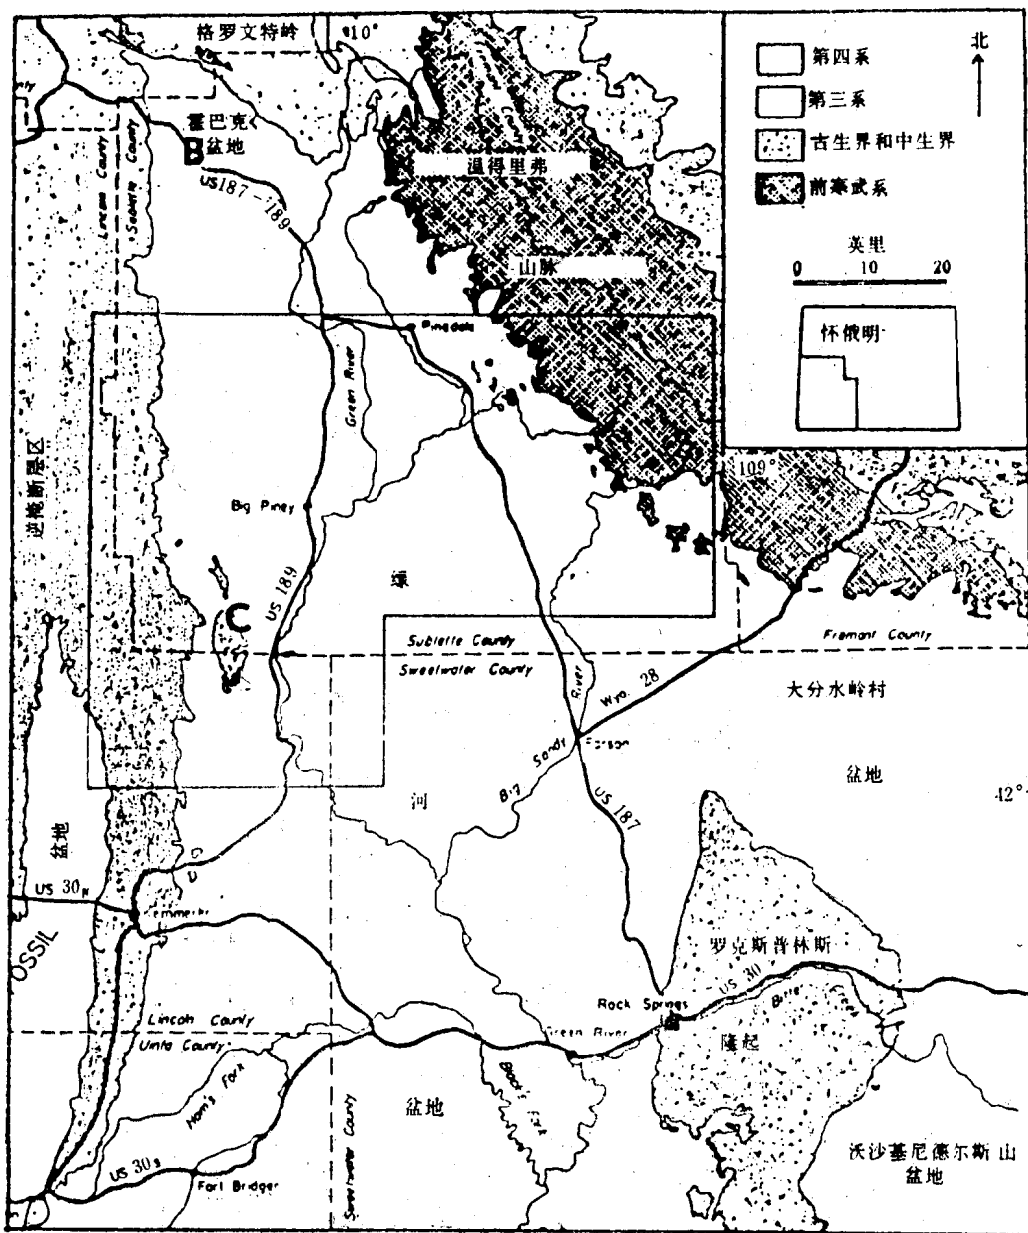 格罗文特岭
110°
霍巴克
盆地
B
US187-189
Lincoln County
Sublette County
温得里弗
山脉
第四系
第三系
古生界和中生界
前寒武系
北
英里
0 10 20
怀俄明
Pinedale
Green River
逆掩断层区
Big Piney
US 189
绿
C
109°
Sublette County
Sweetwater County
Fremont County
River
Wyo. 28
大分水岭村
Sandy
Farson
Big
盆地
河
42°
US 187
盆地
US 30N
Kemmerer
OSSIL
罗克斯普林斯
US 30
Rock Springs
Bitter Creek
Lincoln County
Uinta County
Green River
隆起
Ham's Fork
Black's Fork
盆地
Sweetwater County
US 30S
Fort Bridger
沃沙基尼德尔斯山
盆地